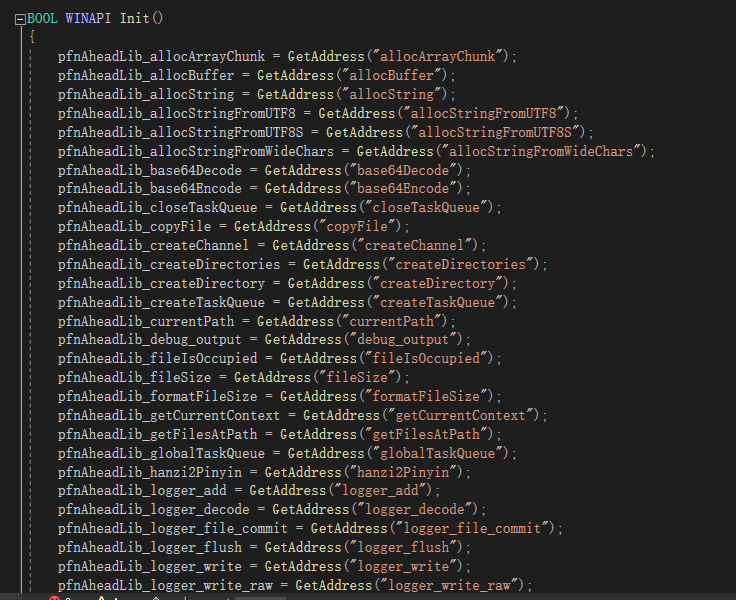 BOOL WINAPI Init()
{
pfnAheadLib_allocArrayChunk = GetAddress("allocArrayChunk");
pfnAheadLib_allocBuffer = GetAddress("allocBuffer");
pfnAheadLib_allocString = GetAddress("allocString");
pfnAheadLib_allocStringFromUTF8 = GetAddress("allocStringFromUTF8");
pfnAheadLib_allocStringFromUTF8S = GetAddress("allocStringFromUTF8S");
pfnAheadLib_allocStringFromWideChars = GetAddress("allocStringFromWideChars");
pfnAheadLib_base64Decode = GetAddress("base64Decode");
pfnAheadLib_base64Encode = GetAddress("base64Encode");
pfnAheadLib_closeTaskQueue = GetAddress("closeTaskQueue");
pfnAheadLib_copyFile = GetAddress("copyFile");
pfnAheadLib_createChannel = GetAddress("createChannel");
pfnAheadLib_createDirectories = GetAddress("createDirectories");
pfnAheadLib_createDirectory = GetAddress("createDirectory");
pfnAheadLib_createTaskQueue = GetAddress("createTaskQueue");
pfnAheadLib_currentPath = GetAddress("currentPath");
pfnAheadLib_debug_output = GetAddress("debug_output");
pfnAheadLib_fileIsOccupied = GetAddress("fileIsOccupied");
pfnAheadLib_fileSize = GetAddress("fileSize");
pfnAheadLib_formatFileSize = GetAddress("formatFileSize");
pfnAheadLib_getCurrentContext = GetAddress("getCurrentContext");
pfnAheadLib_getFilesAtPath = GetAddress("getFilesAtPath");
pfnAheadLib_globalTaskQueue = GetAddress("globalTaskQueue");
pfnAheadLib_hanzi2Pinyin = GetAddress("hanzi2Pinyin");
pfnAheadLib_logger_add = GetAddress("logger_add");
pfnAheadLib_logger_decode = GetAddress("logger_decode");
pfnAheadLib_logger_file_commit = GetAddress("logger_file_commit");
pfnAheadLib_logger_flush = GetAddress("logger_flush");
pfnAheadLib_logger_write = GetAddress("logger_write");
pfnAheadLib_logger_write_raw = GetAddress("logger_write_raw");